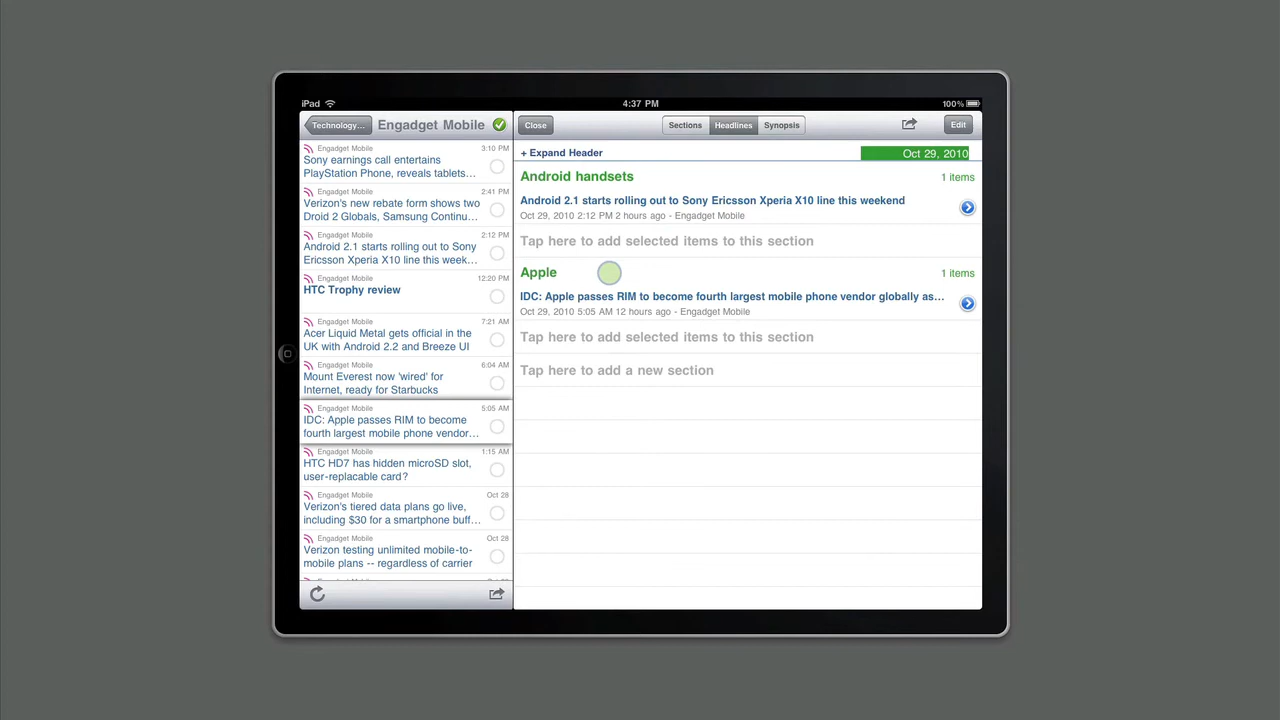 iPad
4:37 PM
100%
Technology...
Engadget Mobile
Engadget Mobile
3:10 PM
Sony earnings call entertains
PlayStation Phone, reveals tablets...
Engadget Mobile
2:41 PM
Verizon's new rebate form shows two
Droid 2 Globals, Samsung Continu...
Engadget Mobile
2:12 PM
Android 2.1 starts rolling out to Sony
Ericsson Xperia X10 line this week...
Engadget Mobile
12:20 PM
HTC Trophy review
Engadget Mobile
7:21 AM
Acer Liquid Metal gets official in the
UK with Android 2.2 and Breeze UI
Engadget Mobile
6:04 AM
Mount Everest now 'wired' for
Internet, ready for Starbucks
Engadget Mobile
5:05 AM
IDC: Apple passes RIM to become
fourth largest mobile phone vendor...
Engadget Mobile
1:15 AM
HTC HD7 has hidden microSD slot,
user-replacable card?
Engadget Mobile
Oct 28
Verizon's tiered data plans go live,
including $30 for a smartphone buff...
Engadget Mobile
Oct 28
Verizon testing unlimited mobile-to-
mobile plans -- regardless of carrier
Close
Sections
Headlines
Synopsis
Edit
+ Expand Header
Oct 29, 2010
Android handsets
1 items
Android 2.1 starts rolling out to Sony Ericsson Xperia X10 line this weekend
Oct 29, 2010 2:12 PM 2 hours ago - Engadget Mobile
Tap here to add selected items to this section
Apple
1 items
IDC: Apple passes RIM to become fourth largest mobile phone vendor globally as...
Oct 29, 2010 5:05 AM 12 hours ago - Engadget Mobile
Tap here to add selected items to this section
Tap here to add a new section